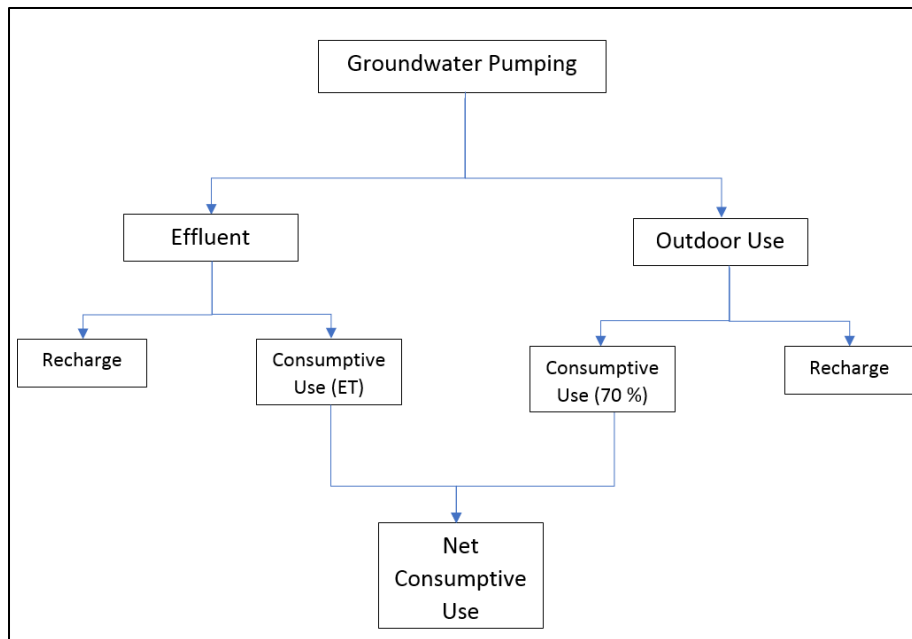 Groundwater Pumping
Effluent
Outdoor Use
Recharge
Consumptive
Use (ET)
Consumptive
Use (70 %)
Recharge
Net
Consumptive
Use